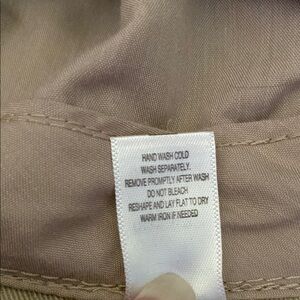 HAND WASH COLD
WASH SEPARATELY.
REMOVE PROMPTLY AFTER WASH
DO NOT BLEACH
RESHAPE AND LAY FLAT TO DRY
WARM IRON IF NEEDED